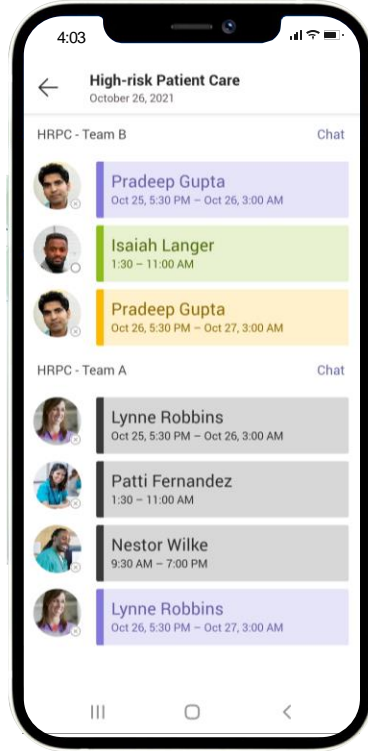 4:03
High-risk Patient Care
October 26, 2021
HRPC - Team B Chat
Pradeep Gupta
Oct 25, 5:30 PM – Oct 26, 3:00 AM
Isaiah Langer
1:30 – 11:00 AM
Pradeep Gupta
Oct 26, 5:30 PM – Oct 27, 3:00 AM
HRPC - Team A Chat
Lynne Robbins
Oct 25, 5:30 PM – Oct 26, 3:00 AM
Patti Fernandez
1:30 – 11:00 AM
Nestor Wilke
9:30 AM – 7:00 PM
Lynne Robbins
Oct 26, 5:30 PM – Oct 27, 3:00 AM